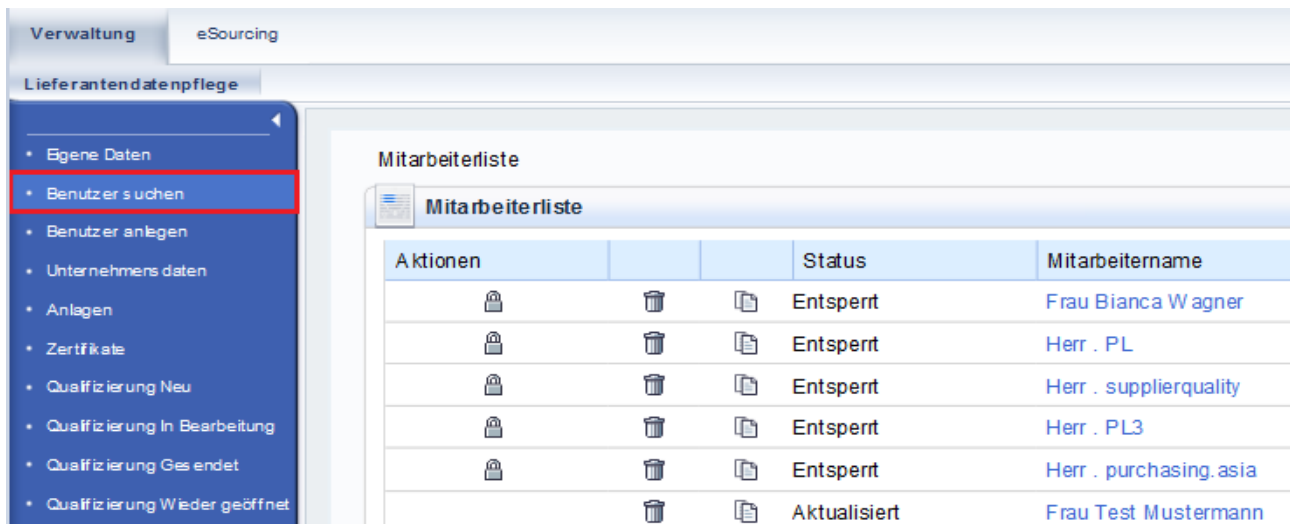 Verwaltung eSourcing
Lieferantendatenpflege
Eigene Daten
Benutzer suchen
Benutzer anlegen
Unternehmensdaten
Anlagen
Zertifikate
Qualifizierung Neu
Qualifizierung In Bearbeitung
Qualifizierung Gesendet
Qualifizierung Wieder geöffnet
Mitarbeiterliste
Mitarbeiterliste
Aktionen Status Mitarbeitername
Entsperrt Frau Bianca Wagner
Entsperrt Herr . PL
Entsperrt Herr . supplierquality
Entsperrt Herr . PL3
Entsperrt Herr . purchasing.asia
Aktualisiert Frau Test Mustermann